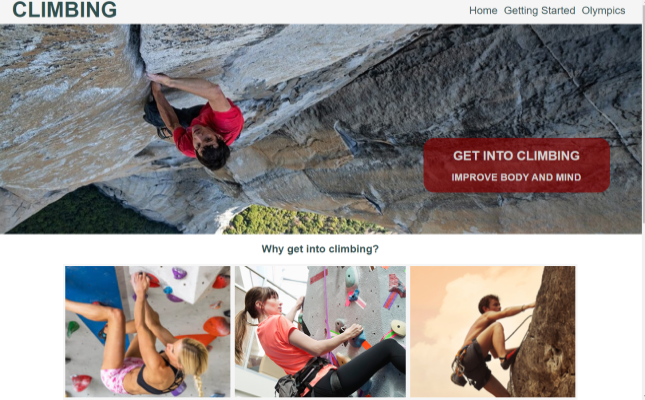 CLIMBING
Home Getting Started Olympics
GET INTO CLIMBING
IMPROVE BODY AND MIND
Why get into climbing?